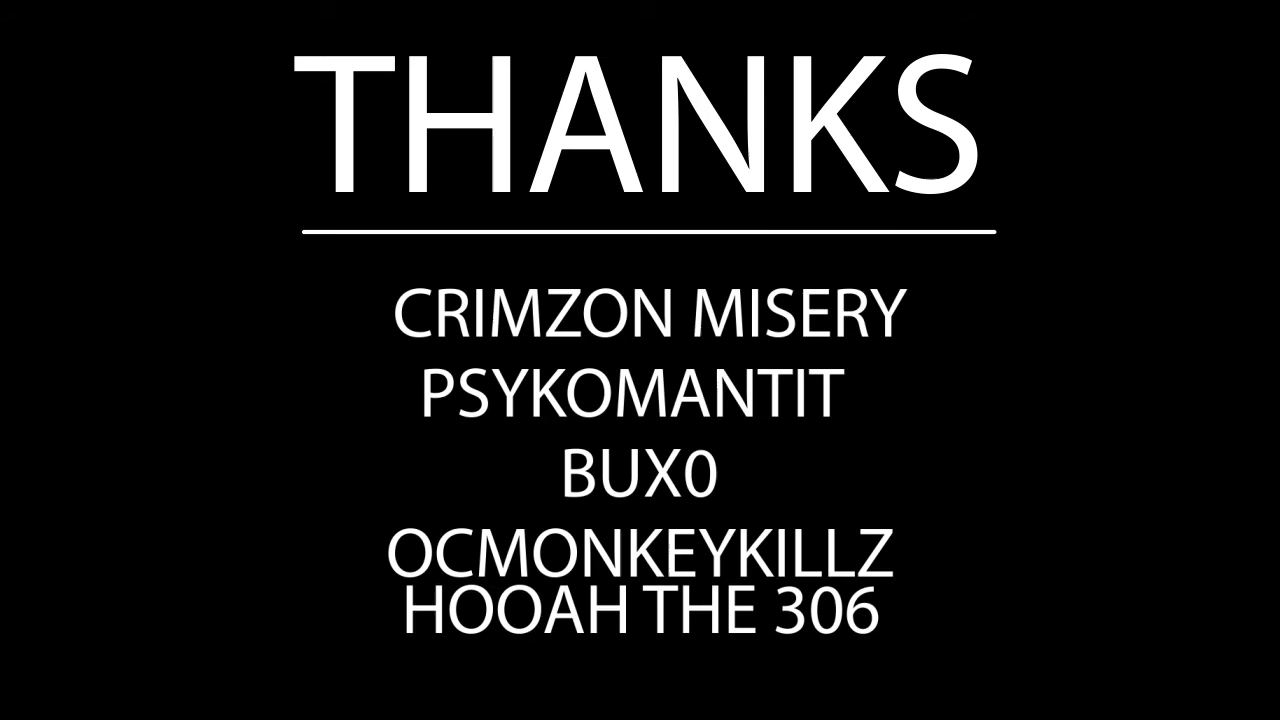 THANKS
CRIMZON MISERY
PSYKOMANTIT
BUX0
OCMONKEYKILLZ
HOOAH THE 306